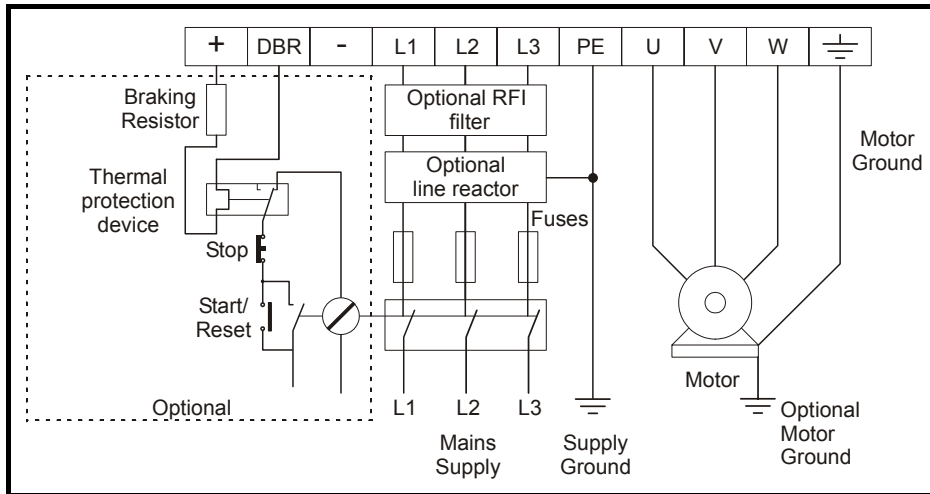 + DBR - L1 L2 L3 PE U V W
Braking
Resistor
Optional RFI
filter
Motor
Ground
Thermal
protection
device
Optional
line reactor
Fuses
Stop
Start/
Reset
Optional
L1 L2 L3
Mains
Supply
Supply
Ground
Motor
Optional
Motor
Ground